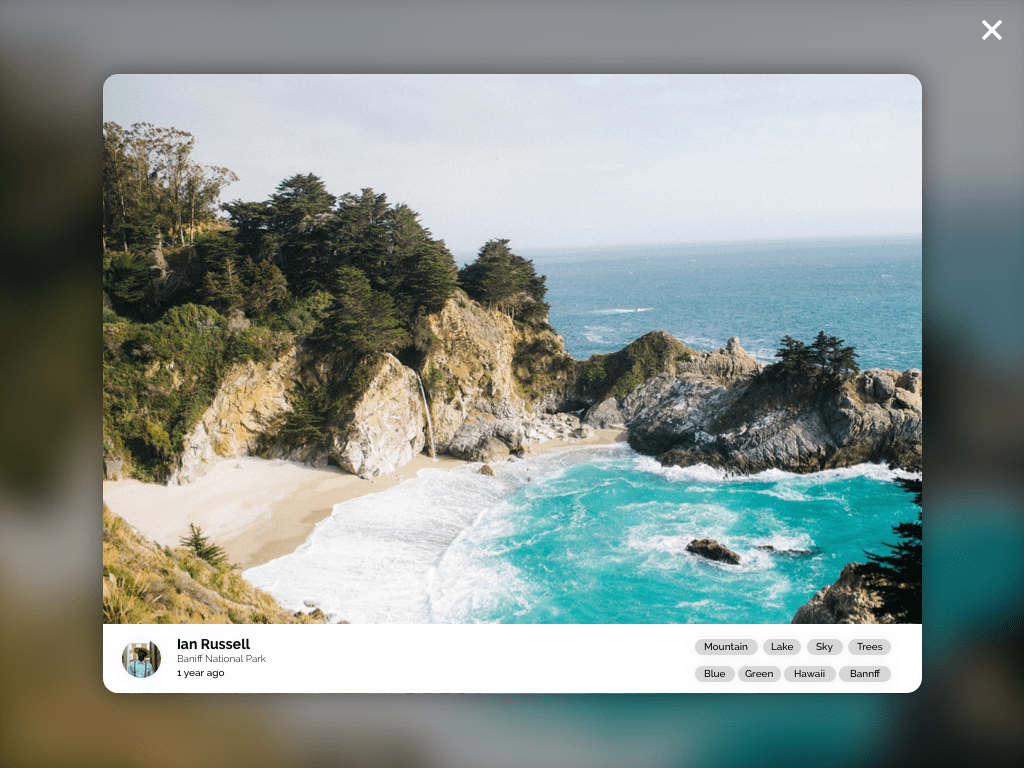 Ian Russell
Baniff National Park
1 year ago
Mountain Lake Sky Trees
Blue Green Hawaii Bannff